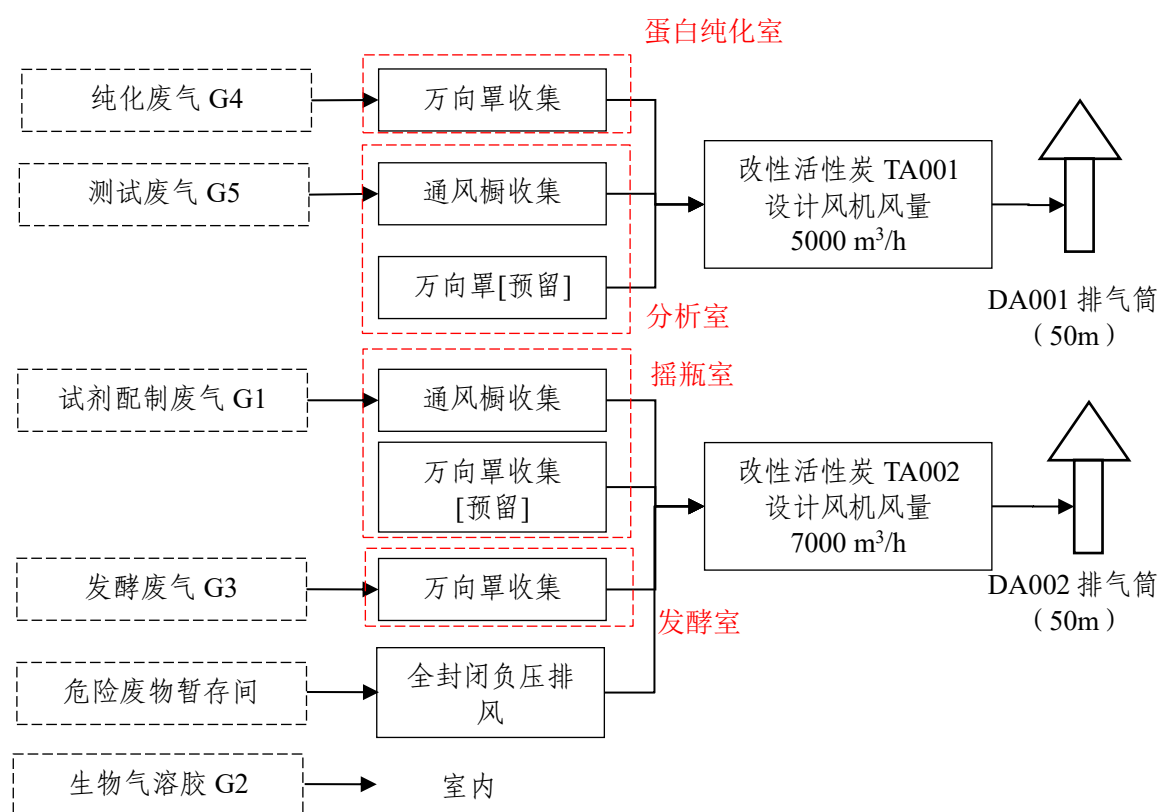 蛋白纯化室
纯化废气 G4
万向罩收集
测试废气 G5
通风橱收集
改性活性炭 TA001
设计风机风量
5000 m³/h
万向罩[预留]
分析室
DA001 排气筒
（50m）
摇瓶室
试剂配制废气 G1
通风橱收集
万向罩收集
[预留]
改性活性炭 TA002
设计风机风量
7000 m³/h
发酵废气 G3
万向罩收集
发酵室
DA002 排气筒
（50m）
危险废物暂存间
全封闭负压排
风
生物气溶胶 G2
室内